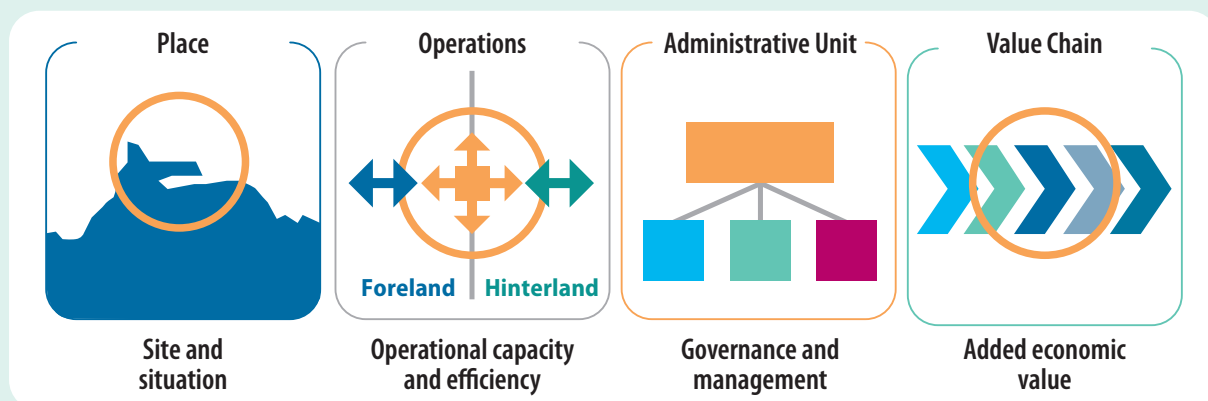 Place
Operations
Administrative Unit
Value Chain
Foreland
Hinterland
Site and
situation
Operational capacity
and efficiency
Governance and
management
Added economic
value